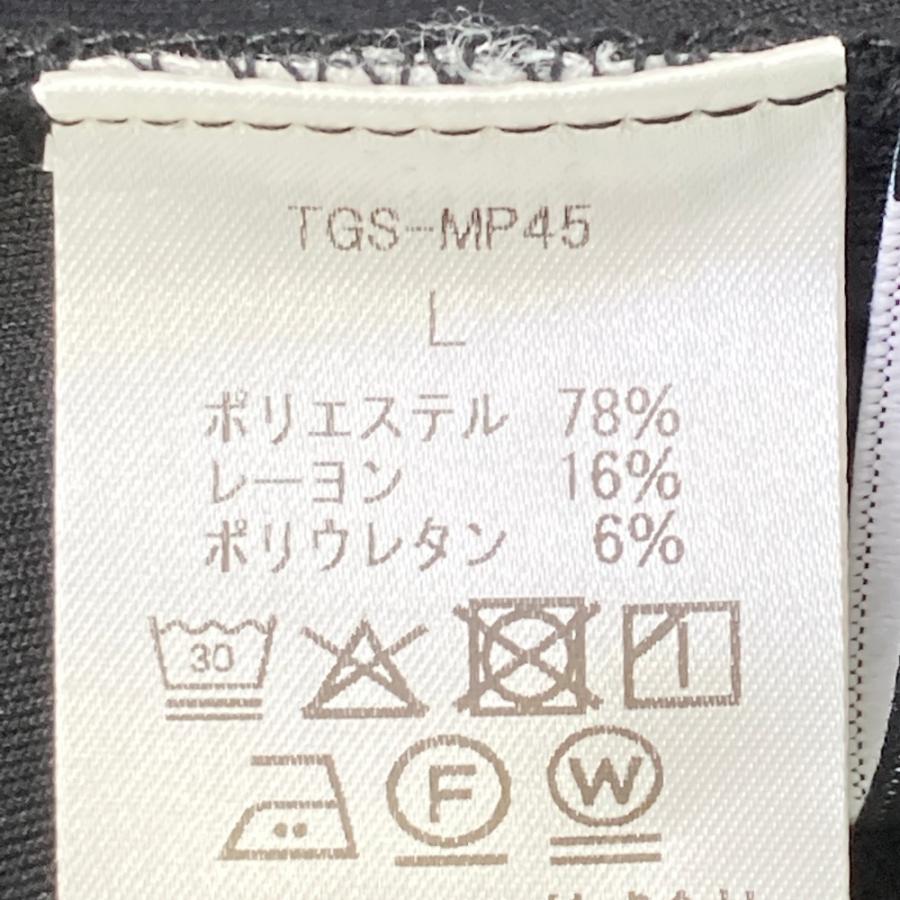 TGS-MP45
L
ポリエステル 78%
レーヨン 16%
ポリウレタン 6%
30
F W